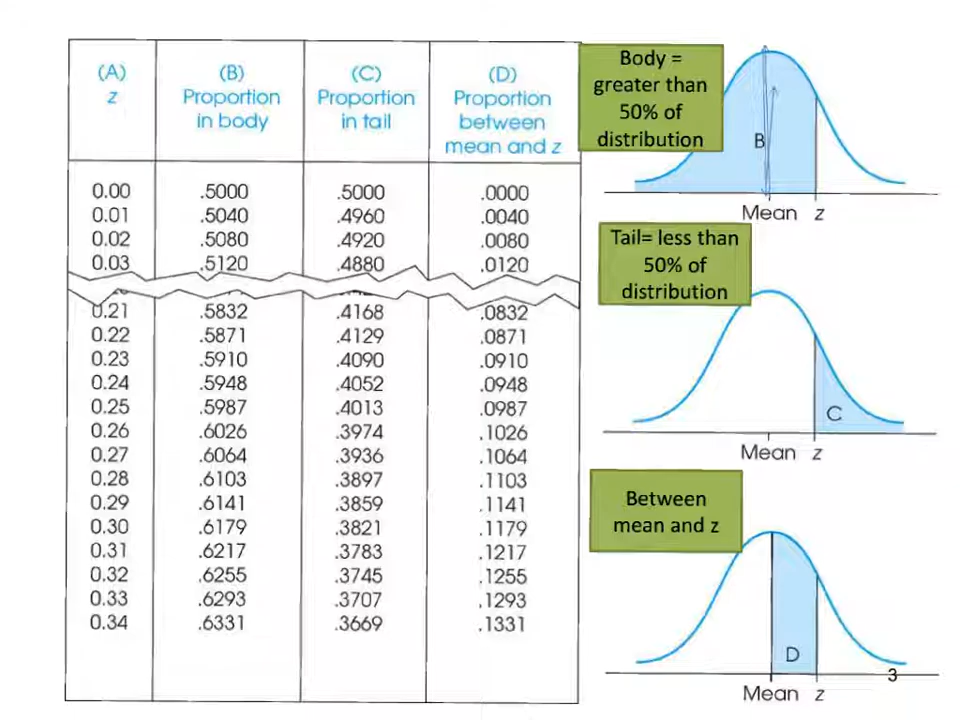 (A) (B) (C) (D)
z Proportion Proportion Proportion
in body in tail between
mean and z
0.00 .5000 .5000 .0000
0.01 .5040 .4960 .0040
0.02 .5080 .4920 .0080
0.03 .5120 .4880 .0120
0.21 .5832 .4168 .0832
0.22 .5871 .4129 .0871
0.23 .5910 .4090 .0910
0.24 .5948 .4052 .0948
0.25 .5987 .4013 .0987
0.26 .6026 .3974 .1026
0.27 .6064 .3936 .1064
0.28 .6103 .3897 .1103
0.29 .6141 .3859 .1141
0.30 .6179 .3821 .1179
0.31 .6217 .3783 .1217
0.32 .6255 .3745 .1255
0.33 .6293 .3707 .1293
0.34 .6331 .3669 .1331
Body =
greater than
50% of
distribution
B
Mean z
Tail= less than
50% of
distribution
C
Mean z
Between
mean and z
D
Mean z
3